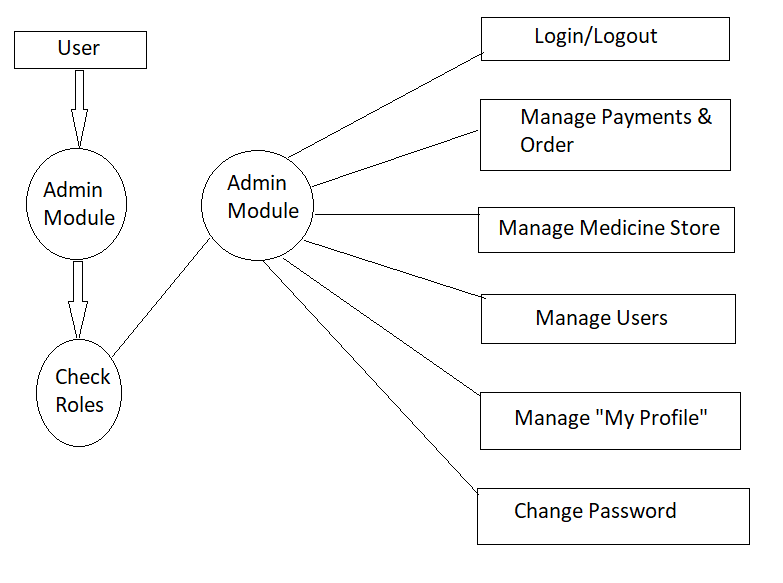 User
Admin
Module
Check
Roles
Admin
Module
Login/Logout
Manage Payments &
Order
Manage Medicine Store
Manage Users
Manage "My Profile"
Change Password